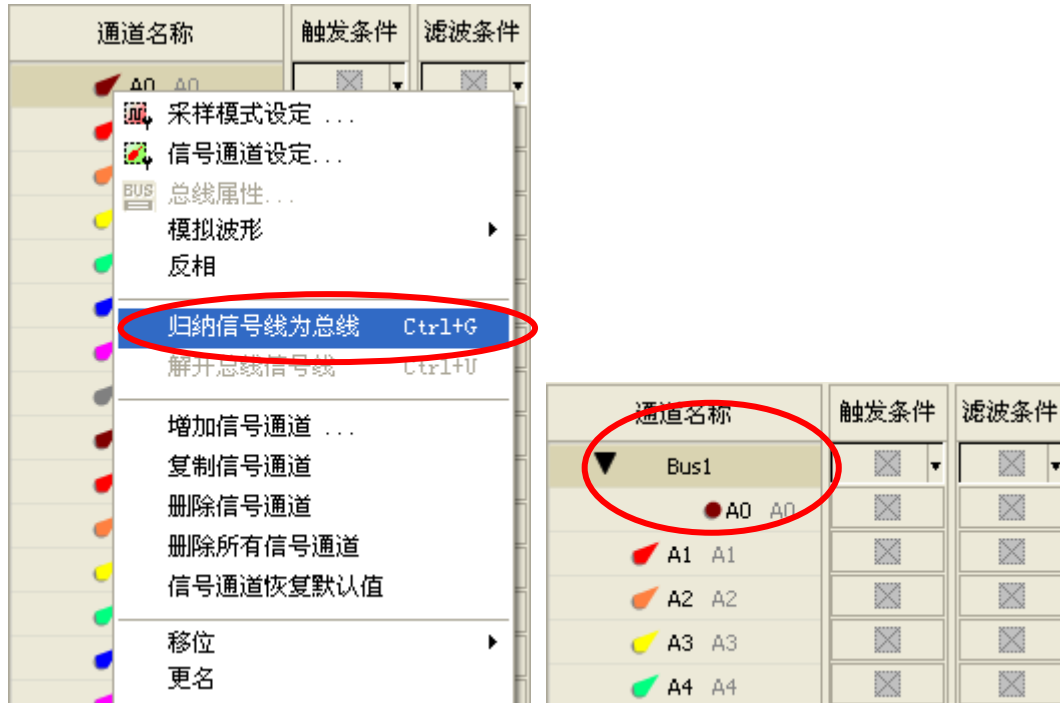 通道名称 触发条件 滤波条件
A0 A0
采样模式设定 ...
信号通道设定...
BUS 总线属性...
模拟波形
反相
归纳信号线为总线 Ctrl+G
解开总线信号线 Ctrl+U
增加信号通道 ...
复制信号通道
删除信号通道
删除所有信号通道
信号通道恢复默认值
移位
更名
通道名称 触发条件 滤波条件
Bus1
A0 A0
A1 A1
A2 A2
A3 A3
A4 A4